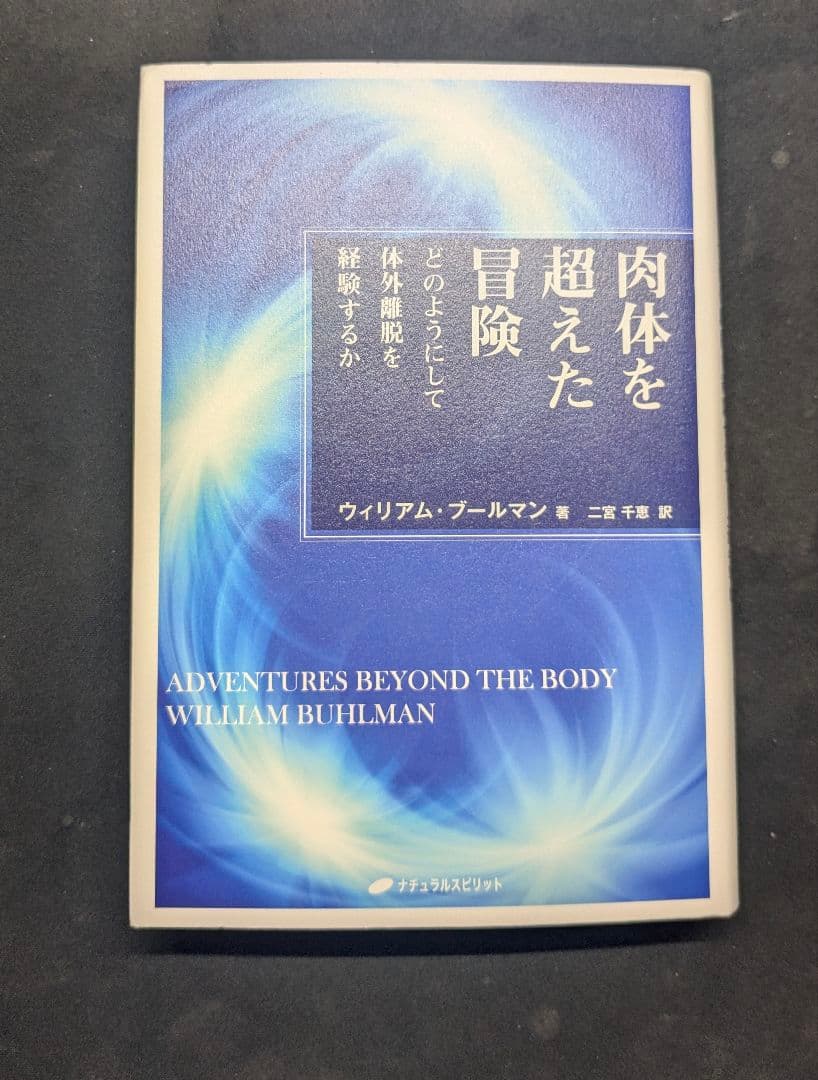 肉体を
超えた
冒険
どのようにして
体外離脱を
経験するか
ウィリアム・ブールマン 著 二宮 千恵 訳
ADVENTURES BEYOND THE BODY
WILLIAM BUHLMAN
ナチュラルスピリット